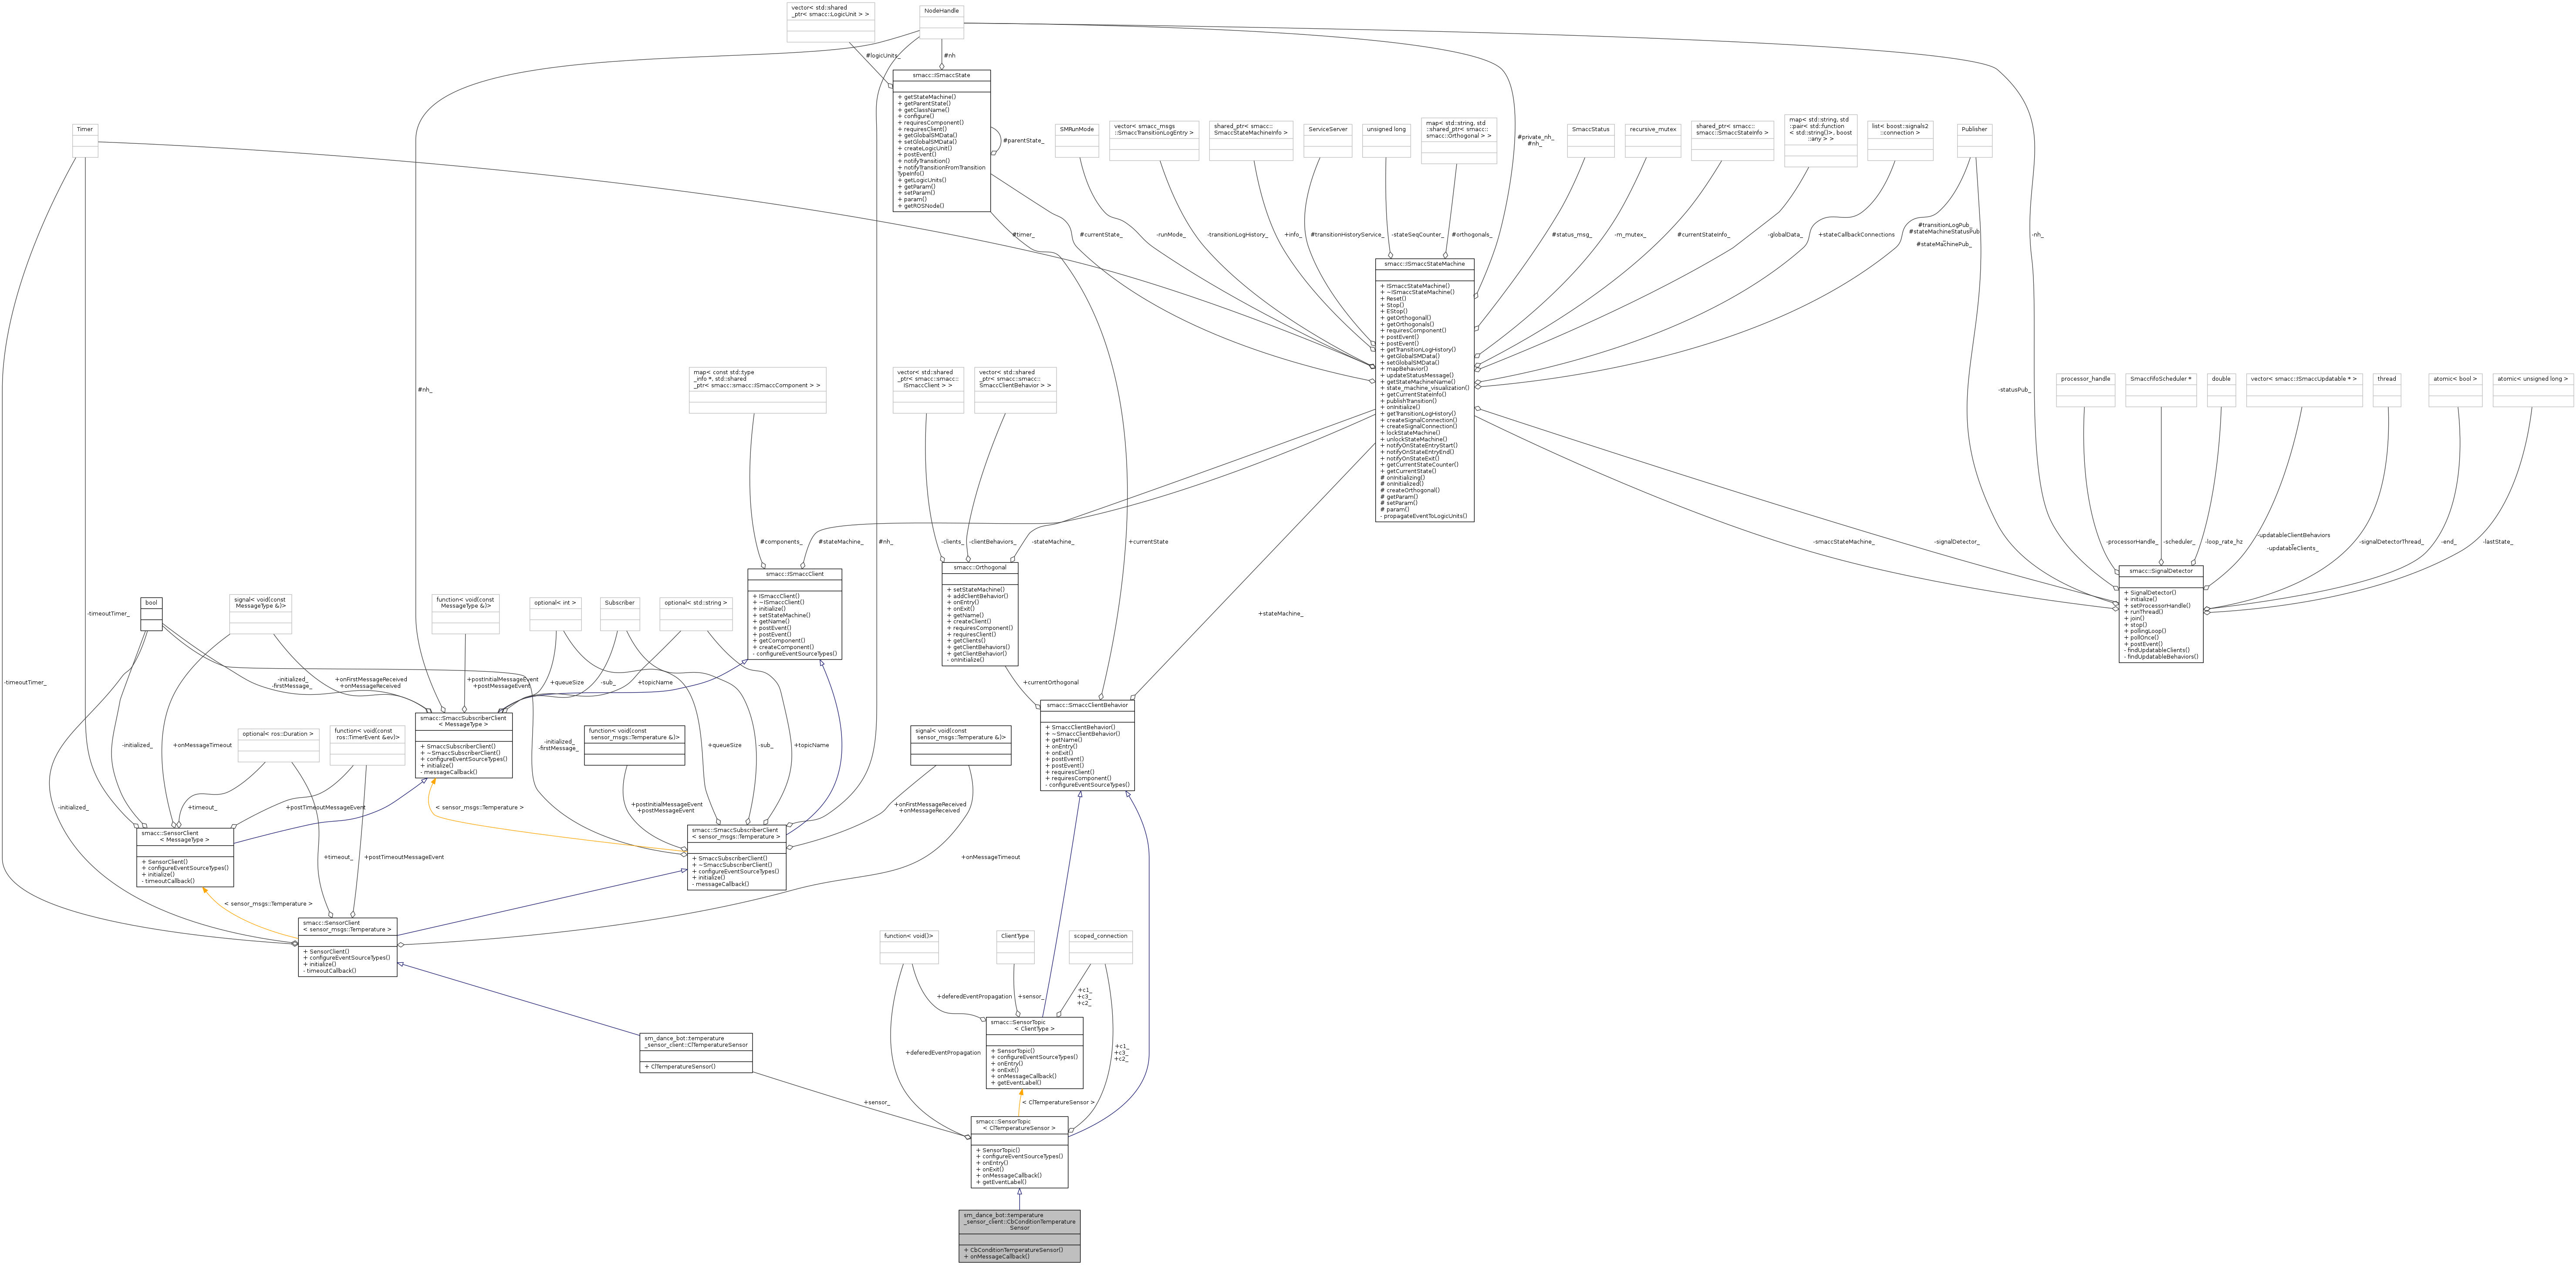 vector< std::shared
_ptr< smacc::LogicUnit > >
NodeHandle
#logicUnits_
#nh
smacc::ISmaccState
+ getStateMachine()
+ getParentState()
+ getClassName()
+ configure()
+ requiresComponent()
+ requiresClient()
+ getGlobalSMData()
+ setGlobalSMData()
+ createLogicUnit()
+ postEvent()
+ notifyTransition()
+ notifyTransitionFromTransition
TypeInfo()
+ getLogicUnits()
+ getParam()
+ setParam()
+ param()
+ getROSNode()
#parentState_
Timer
SMRunMode
vector< smacc_msgs
::SmaccTransitionLogEntry >
shared_ptr< smacc::
SmaccStateMachineInfo >
ServiceServer
unsigned long
map< std::string, std
::shared_ptr< smacc::
smacc::Orthogonal > >
#private_nh_
#nh_
SmaccStatus
recursive_mutex
shared_ptr< smacc::
smacc::SmaccStateInfo >
map< std::string, std
::pair< std::function
< std::string()>, boost
::any > >
list< boost::signals2
::connection >
Publisher
#timer_
#currentState_
-runMode_
-transitionLogHistory_
+info_
#transitionHistoryService_
-stateSeqCounter_
#orthogonals_
#status_msg_
-m_mutex_
#currentStateInfo_
-globalData_
+stateCallbackConnections
#transitionLogPub_
#stateMachineStatusPub
_
#stateMachinePub_
-nh_
smacc::ISmaccStateMachine
+ ISmaccStateMachine()
+ ~ISmaccStateMachine()
+ Reset()
+ Stop()
+ EStop()
+ getOrthogonal()
+ getOrthogonals()
+ requiresComponent()
+ postEvent()
+ postEvent()
+ getTransitionLogHistory()
+ getGlobalSMData()
+ setGlobalSMData()
+ mapBehavior()
+ updateStatusMessage()
+ getStateMachineName()
+ state_machine_visualization()
+ getCurrentStateInfo()
+ publishTransition()
+ onInitialize()
+ getTransitionLogHistory()
+ createSignalConnection()
+ createSignalConnection()
+ lockStateMachine()
+ unlockStateMachine()
+ notifyOnStateEntryStart()
+ notifyOnStateEntryEnd()
+ notifyOnStateExit()
+ getCurrentStateCounter()
+ getCurrentState()
# onInitializing()
# onInitialized()
# createOrthogonal()
# getParam()
# setParam()
# param()
- propagateEventToLogicUnits()
#nh_
map< const std::type
_info *, std::shared
_ptr< smacc::smacc::ISmaccComponent > >
vector< std::shared
_ptr< smacc::smacc::
ISmaccClient > >
vector< std::shared
_ptr< smacc::smacc::
SmaccClientBehavior > >
-statusPub_
processor_handle
SmaccFifoScheduler *
double
vector< smacc::ISmaccUpdatable * >
thread
atomic< bool >
atomic< unsigned long >
#components_
#stateMachine_
#nh_
-clients_
-clientBehaviors_
-stateMachine_
+currentState
-smaccStateMachine_
-signalDetector_
-processorHandle_
-scheduler_
-loop_rate_hz
-updatableClientBehaviors
_
-updatableClients_
-signalDetectorThread_
-end_
-lastState_
smacc::ISmaccClient
+ ISmaccClient()
+ ~ISmaccClient()
+ initialize()
+ setStateMachine()
+ getName()
+ postEvent()
+ postEvent()
+ getComponent()
+ createComponent()
- configureEventSourceTypes()
smacc::Orthogonal
+ setStateMachine()
+ addClientBehavior()
+ onEntry()
+ onExit()
+ getName()
+ createClient()
+ requiresComponent()
+ requiresClient()
+ getClients()
+ getClientBehaviors()
+ getClientBehavior()
- onInitialize()
+stateMachine_
smacc::SignalDetector
+ SignalDetector()
+ initialize()
+ setProcessorHandle()
+ runThread()
+ join()
+ stop()
+ pollingLoop()
+ pollOnce()
+ postEvent()
- findUpdatableClients()
- findUpdatableBehaviors()
-timeoutTimer_
bool
signal< void(const
MessageType &)>
function< void(const
MessageType &)>
optional< int >
Subscriber
optional< std::string >
-timeoutTimer_
-initialized_
-firstMessage_
+onFirstMessageReceived
+onMessageReceived
+postInitialMessageEvent
+postMessageEvent
+queueSize
-sub_
+topicName
+currentOrthogonal
smacc::SmaccSubscriberClient
< MessageType >
+ SmaccSubscriberClient()
+ ~SmaccSubscriberClient()
+ configureEventSourceTypes()
+ initialize()
- messageCallback()
smacc::SmaccClientBehavior
+ SmaccClientBehavior()
+ ~SmaccClientBehavior()
+ getName()
+ onEntry()
+ onExit()
+ postEvent()
+ postEvent()
+ requiresClient()
+ requiresComponent()
- configureEventSourceTypes()
-initialized_
+onMessageTimeout
optional< ros::Duration >
function< void(const
ros::TimerEvent &ev)>
-initialized_
-firstMessage_
function< void(const
sensor_msgs::Temperature &)>
+queueSize
-sub_
+topicName
signal< void(const
sensor_msgs::Temperature &)>
-initialized_
+timeout_
+postTimeoutMessageEvent
< sensor_msgs::Temperature >
+postInitialMessageEvent
+postMessageEvent
+onFirstMessageReceived
+onMessageReceived
smacc::SensorClient
< MessageType >
+ SensorClient()
+ configureEventSourceTypes()
+ initialize()
- timeoutCallback()
smacc::SmaccSubscriberClient
< sensor_msgs::Temperature >
+ SmaccSubscriberClient()
+ ~SmaccSubscriberClient()
+ configureEventSourceTypes()
+ initialize()
- messageCallback()
+timeout_
+postTimeoutMessageEvent
+onMessageTimeout
< sensor_msgs::Temperature >
smacc::SensorClient
< sensor_msgs::Temperature >
+ SensorClient()
+ configureEventSourceTypes()
+ initialize()
- timeoutCallback()
function< void()>
ClientType
scoped_connection
+deferedEventPropagation
+sensor_
+c1_
+c3_
+c2_
smacc::SensorTopic
< ClientType >
+ SensorTopic()
+ configureEventSourceTypes()
+ onEntry()
+ onExit()
+ onMessageCallback()
+ getEventLabel()
sm_dance_bot::temperature
_sensor_client::ClTemperatureSensor
+ ClTemperatureSensor()
+deferedEventPropagation
+c1_
+c3_
+c2_
+sensor_
< ClTemperatureSensor >
smacc::SensorTopic
< ClTemperatureSensor >
+ SensorTopic()
+ configureEventSourceTypes()
+ onEntry()
+ onExit()
+ onMessageCallback()
+ getEventLabel()
sm_dance_bot::temperature
_sensor_client::CbConditionTemperature
Sensor
+ CbConditionTemperatureSensor()
+ onMessageCallback()